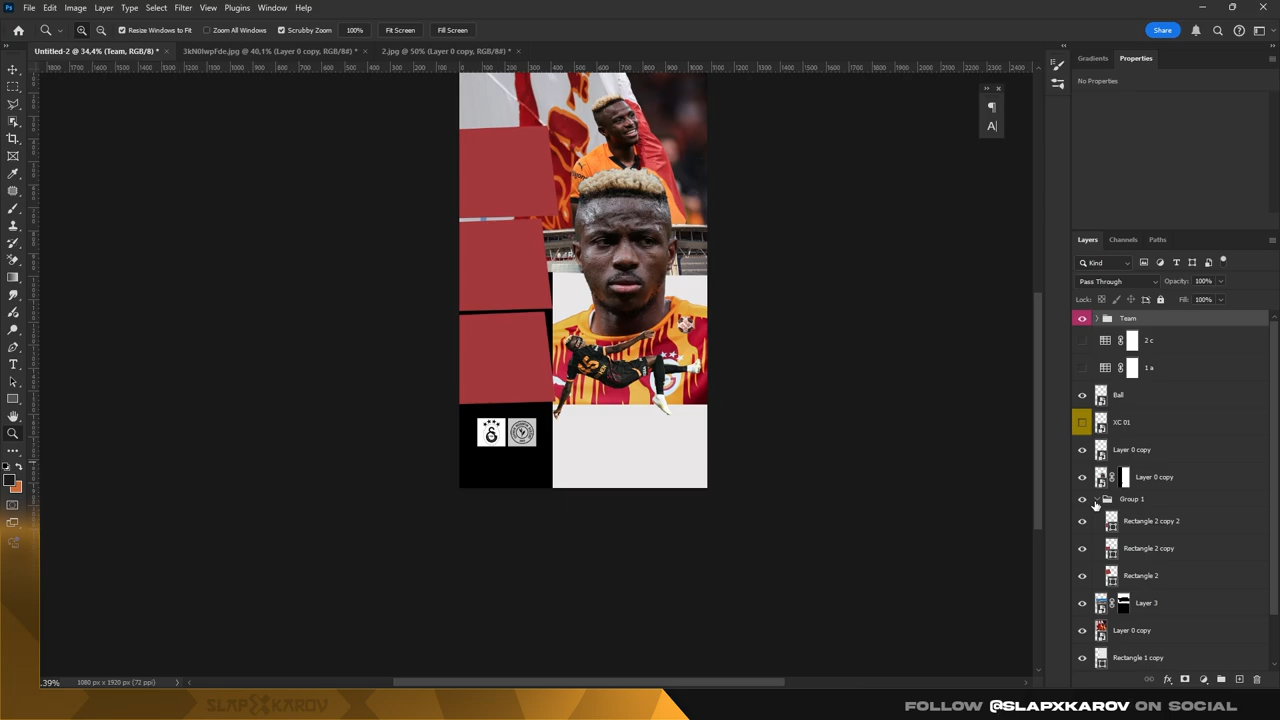 Ps File Edit Image Layer Type Select Filter View Plugins Window Help
Resize Windows to Fit All Windows Scrubby Zoom 100% Fit Screen Fill Screen Share
Untitled-2 @ 34,4% (Team, RGB/8) * × 3kN0lwpFde.jpg @ 40,1% (Layer 0 copy, RGB/8#) * × 2.jpg @ 50% (Layer 0 copy, RGB/8#) * ×
Gradients Properties
No Properties
Layers Channels Paths
Kind
Pass Through Opacity: 100%
Lock: Fill: 100%
Team
2 c
1 a
Ball
XC 01
Layer 0 copy
Layer 0 copy
Group 1
Rectangle 2 copy 2
Rectangle 2 copy
Rectangle 2
Layer 3
Layer 0 copy
Rectangle 1 copy
.39% 1080 px x 1920 px (72 ppi)
SLAPXKAROV
FOLLOW @SLAPXKAROV ON SOCIAL